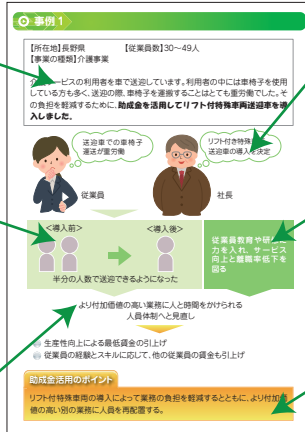 事例1
【所在地】長野県 【従業員数】30〜49人
【事業の種類】介護事業
サービスの利用者を車で送迎しています。利用者の中には車椅子を使用
している方も多く、送迎の際、車椅子を運搬することはとても重労働でした。そ
の負担を軽減するために、助成金を活用してリフト付特殊車両送迎車を導
入しました。
送迎車での車椅子
運送が重労働
リフト付き特殊
送迎車の導入を決定
従業員
社長
<導入前>
<導入後>
半分の人数で送迎できるようになった
従業員教育や研
力を入れ、サービス
向上と離職率低下を
図る
より付加価値の高い業務に人と時間をかけられる
人員体制へと見直し
生産性向上による最低賃金の引上げ
従業員の経験とスキルに応じて、他の従業員の賃金も引上げ
助成金活用のポイント
リフト付特殊車両の導入によって業務の負担を軽減するとともに、より付加価
値の高い別の業務に人員を再配置する。